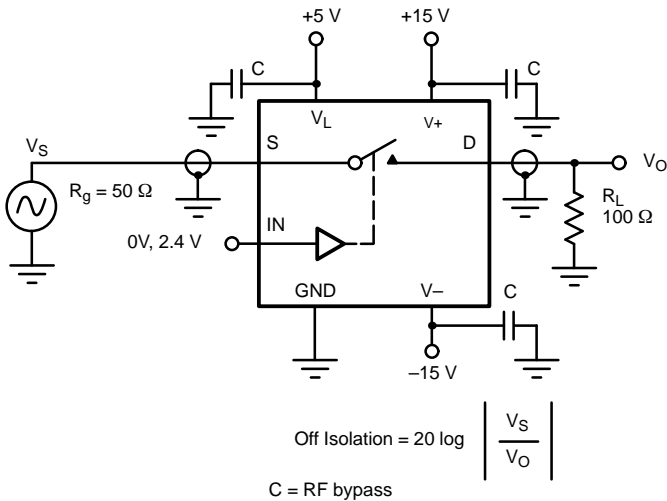 +5 V
+15 V
C
C
V_L
V+
V_S
S
D
V_O
R_g = 50 Ω
R_L
100 Ω
0V, 2.4 V
IN
GND
V–
C
–15 V
Off Isolation = 20 log | V_S / V_O |
C = RF bypass